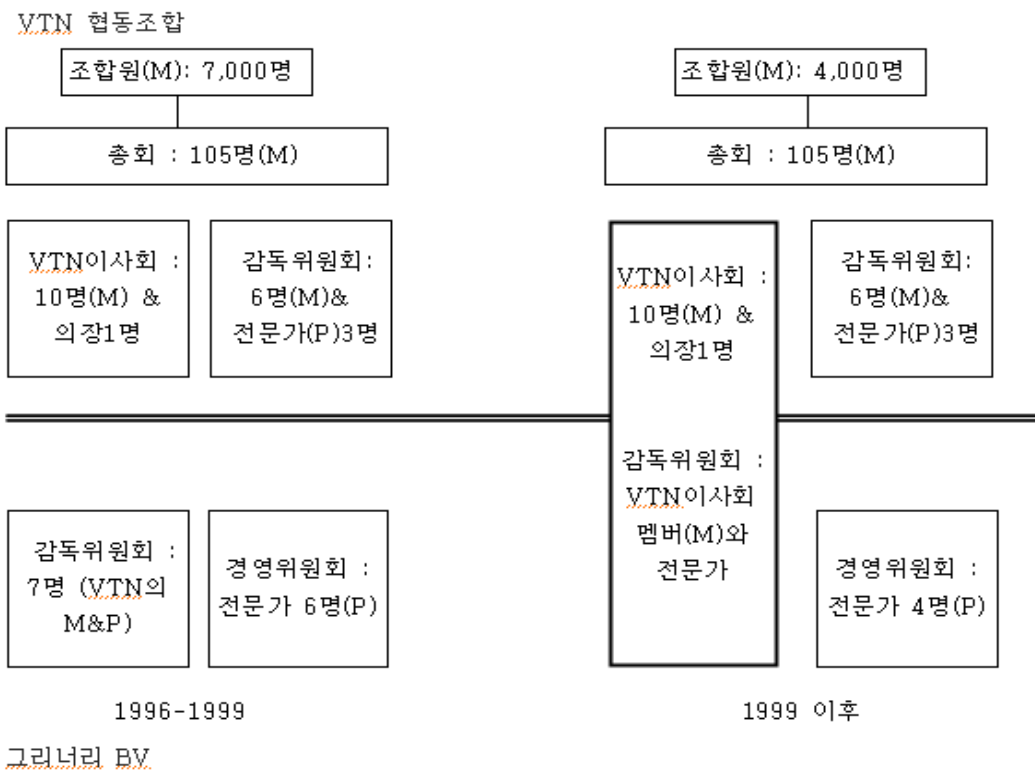 VTN 협동조합
조합원(M): 7,000명
조합원(M): 4,000명
총회 : 105명(M)
총회 : 105명(M)
VTN이사회 :
10명(M) &
의장1명
감독위원회:
6명(M)&
전문가(P)3명
VTN이사회 :
10명(M) &
의장1명
감독위원회:
6명(M)&
전문가(P)3명
감독위원회 :
7명 (VTN의
M&P)
경영위원회 :
전문가 6명(P)
감독위원회 :
VTN이사회
멤버(M)와
전문가
경영위원회 :
전문가 4명(P)
1996-1999
1999 이후
그리너리 BV